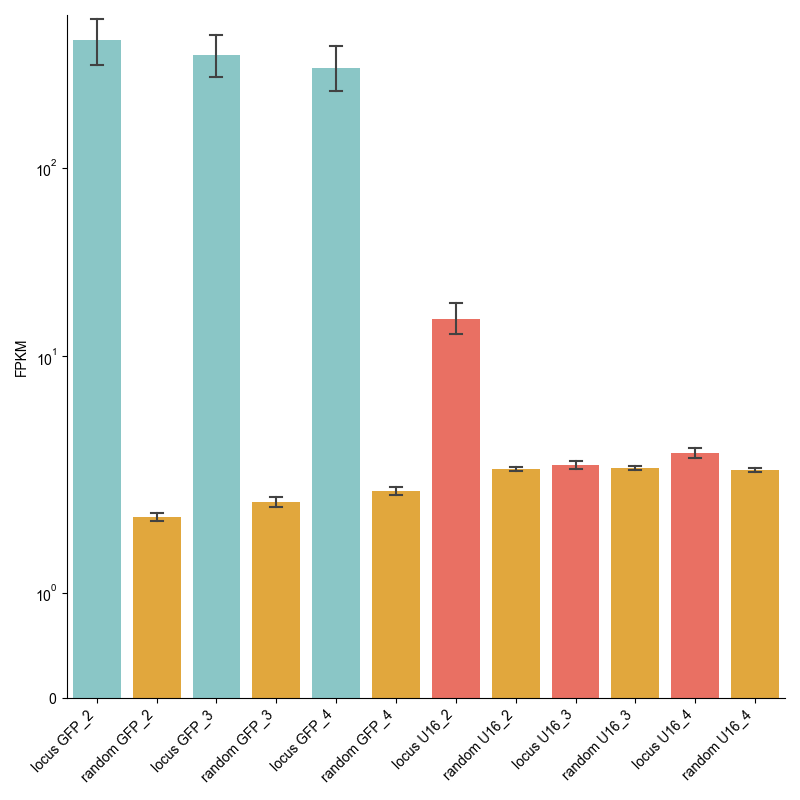 FPKM
10²
10¹
10⁰
0
locus GFP_2
random GFP_2
locus GFP_3
random GFP_3
locus GFP_4
random GFP_4
locus U16_2
random U16_2
locus U16_3
random U16_3
locus U16_4
random U16_4